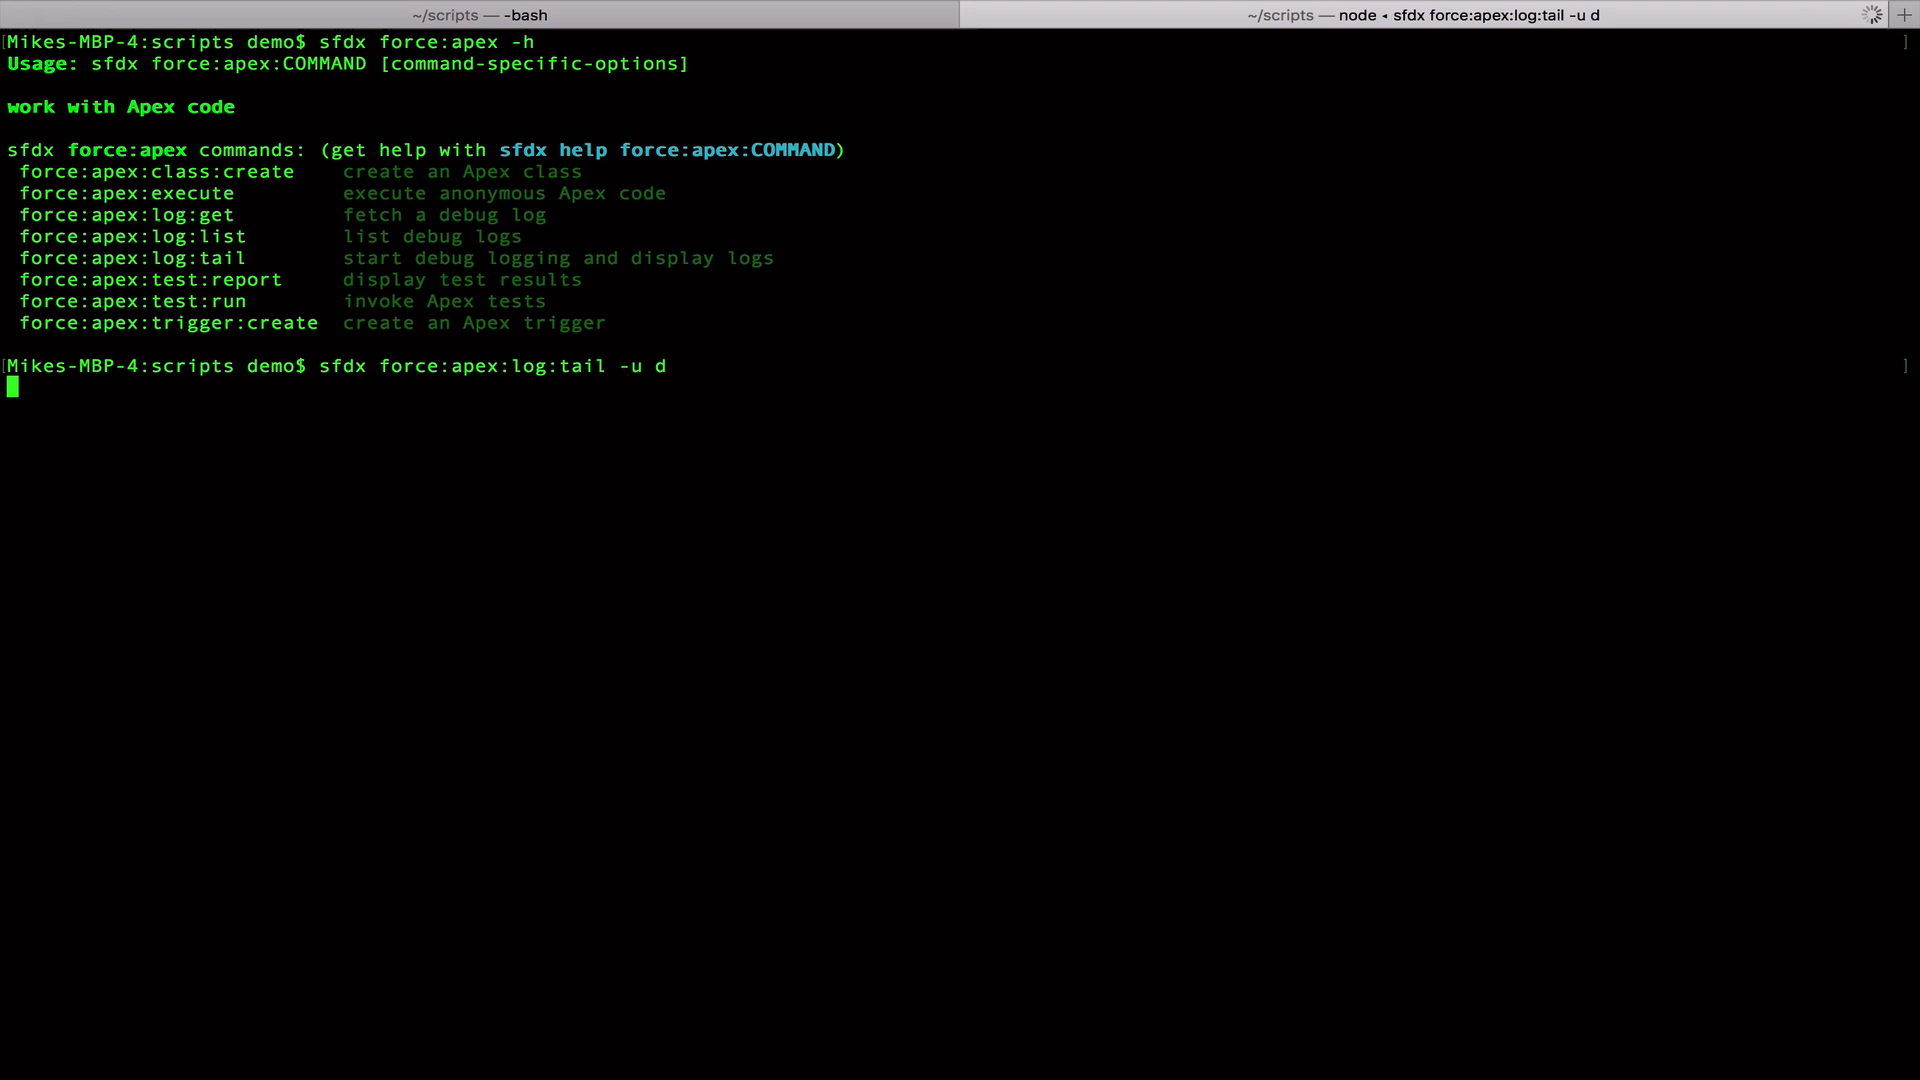 ~/scripts — -bash
~/scripts — node ◂ sfdx force:apex:log:tail -u d
[Mikes-MBP-4:scripts demo$ sfdx force:apex -h ]
Usage: sfdx force:apex:COMMAND [command-specific-options]
work with Apex code
sfdx force:apex commands: (get help with sfdx help force:apex:COMMAND)
force:apex:class:create create an Apex class
force:apex:execute execute anonymous Apex code
force:apex:log:get fetch a debug log
force:apex:log:list list debug logs
force:apex:log:tail start debug logging and display logs
force:apex:test:report display test results
force:apex:test:run invoke Apex tests
force:apex:trigger:create create an Apex trigger
[Mikes-MBP-4:scripts demo$ sfdx force:apex:log:tail -u d ]